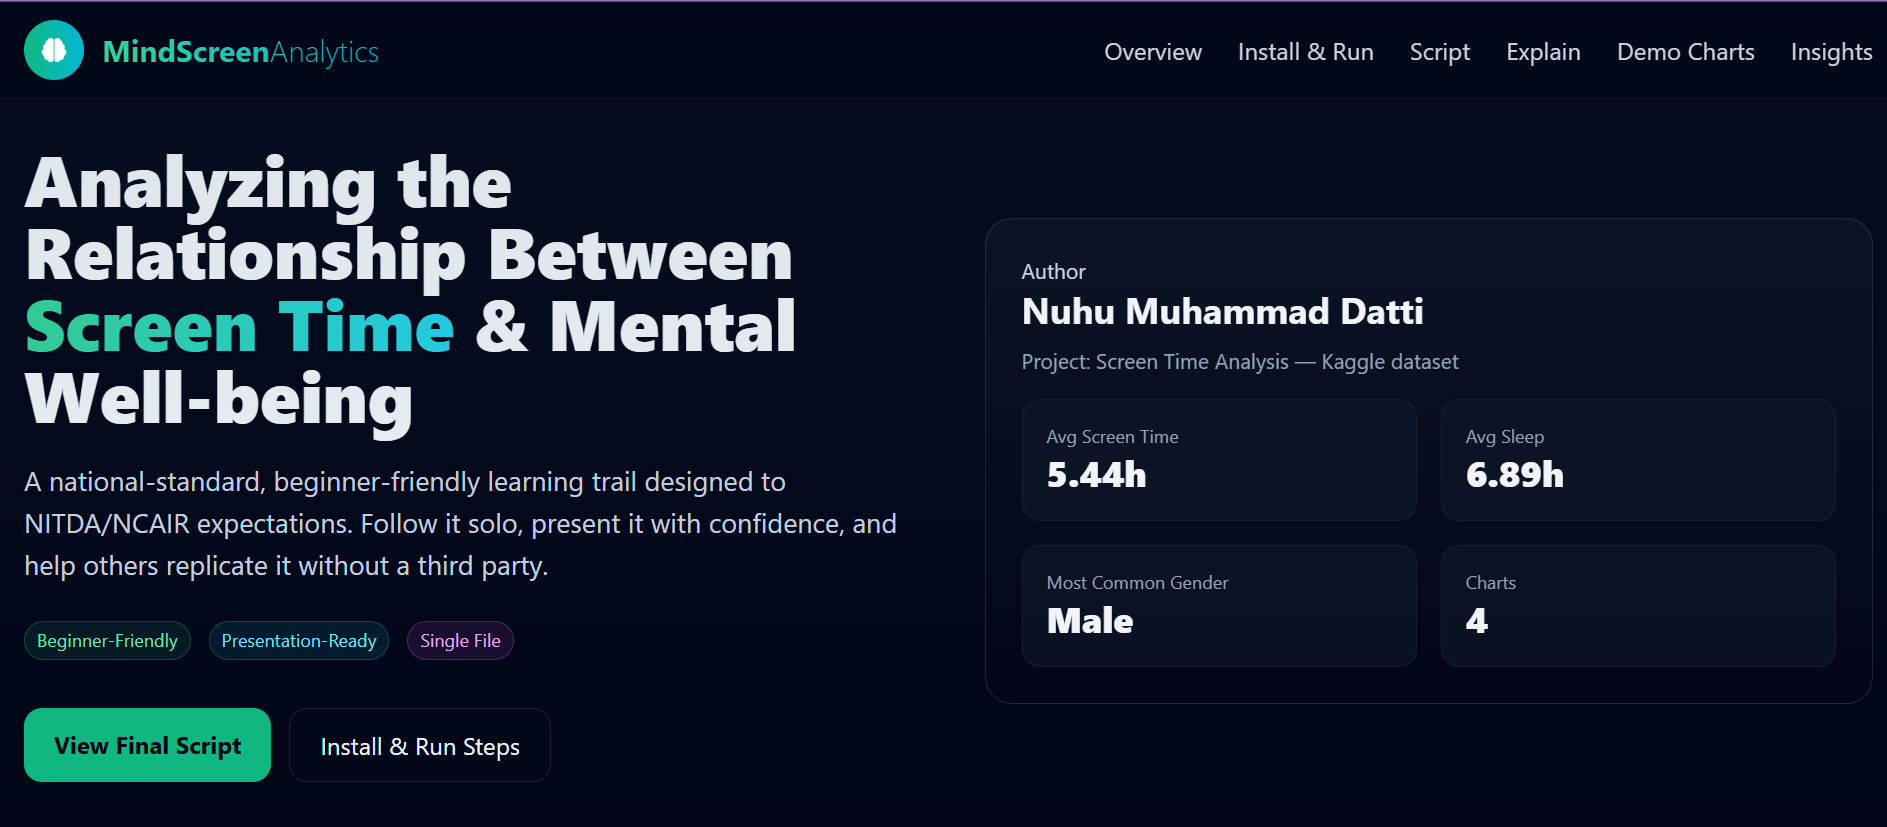 MindScreenAnalytics
Overview Install & Run Script Explain Demo Charts Insights
Analyzing the
Relationship Between
Screen Time & Mental
Well-being
A national-standard, beginner-friendly learning trail designed to
NITDA/NCAIR expectations. Follow it solo, present it with confidence, and
help others replicate it without a third party.
Beginner-Friendly Presentation-Ready Single File
View Final Script Install & Run Steps
Author
Nuhu Muhammad Datti
Project: Screen Time Analysis — Kaggle dataset
Avg Screen Time
5.44h
Avg Sleep
6.89h
Most Common Gender
Male
Charts
4